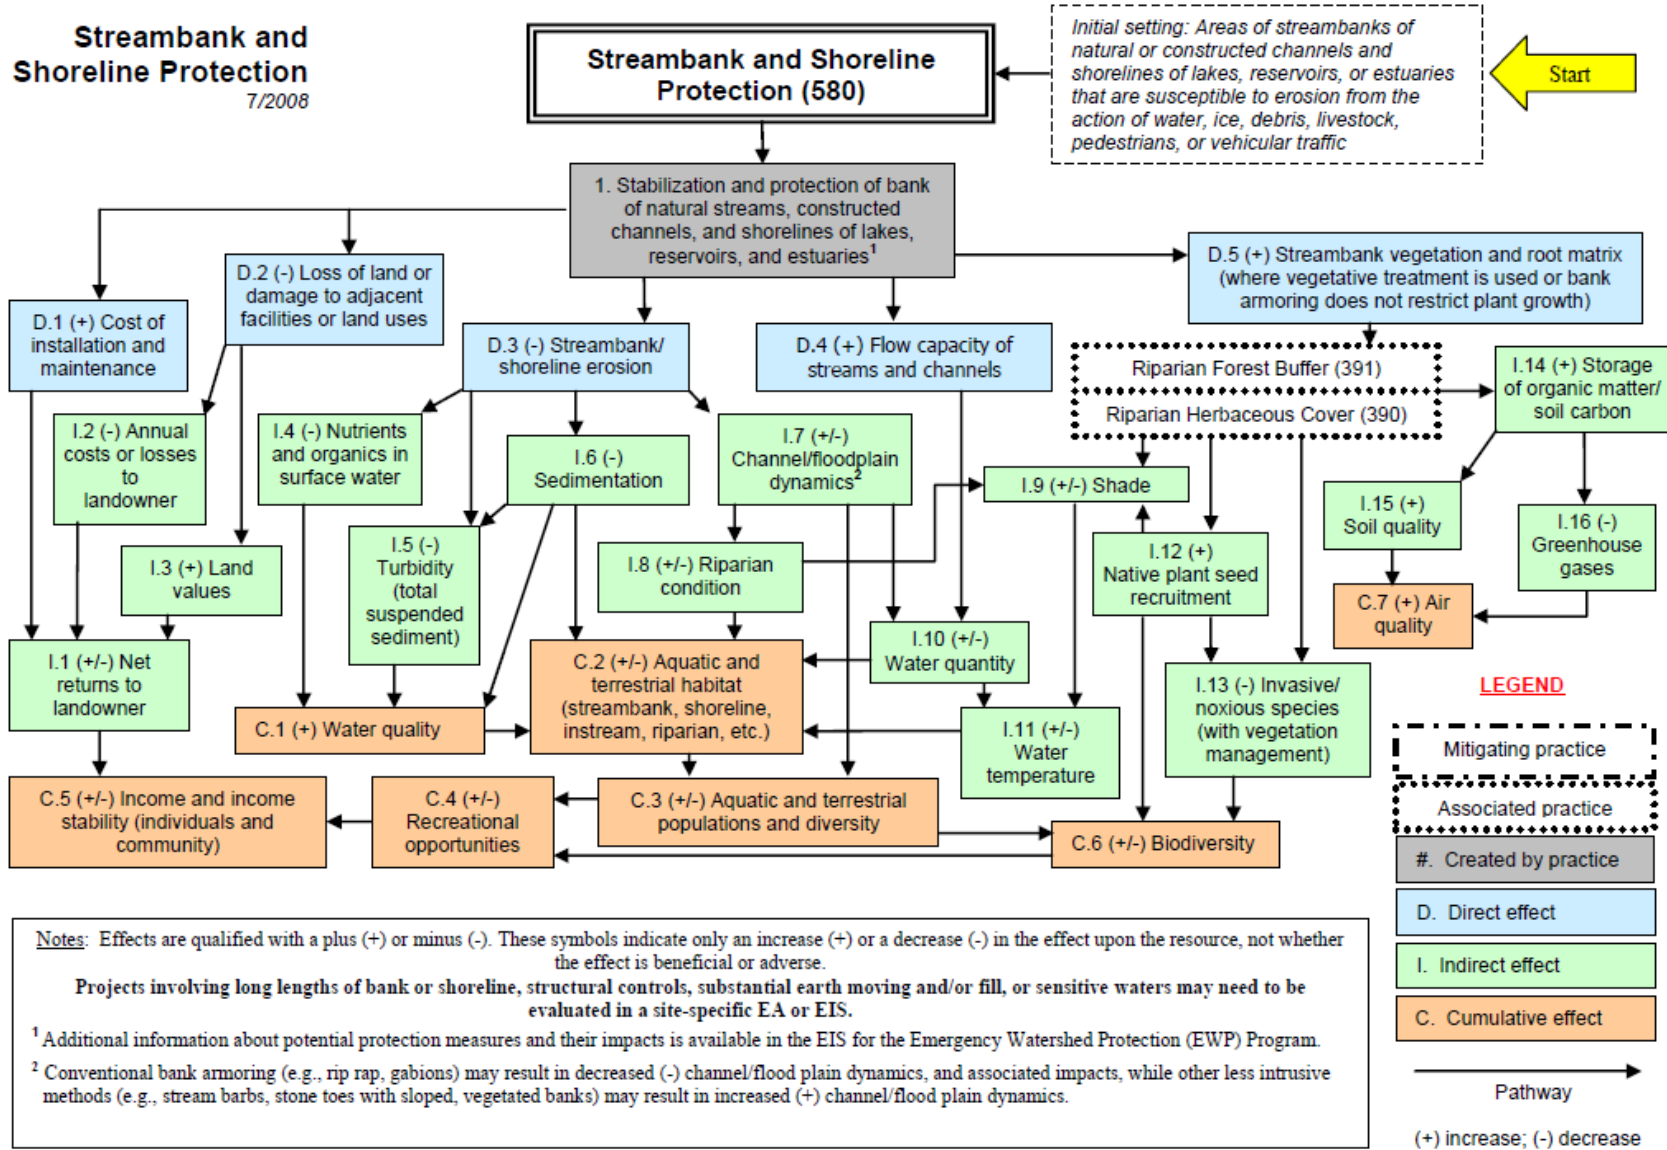 Streambank and
Shoreline Protection
7/2008
Streambank and Shoreline
Protection (580)
Initial setting: Areas of streambanks of
natural or constructed channels and
shorelines of lakes, reservoirs, or estuaries
that are susceptible to erosion from the
action of water, ice, debris, livestock,
pedestrians, or vehicular traffic
Start
1. Stabilization and protection of bank
of natural streams, constructed
channels, and shorelines of lakes,
reservoirs, and estuaries1
D.1 (+) Cost of
installation and
maintenance
D.2 (-) Loss of land or
damage to adjacent
facilities or land uses
D.3 (-) Streambank/
shoreline erosion
D.4 (+) Flow capacity of
streams and channels
D.5 (+) Streambank vegetation and root matrix
(where vegetative treatment is used or bank
armoring does not restrict plant growth)
Riparian Forest Buffer (391)
Riparian Herbaceous Cover (390)
I.14 (+) Storage
of organic matter/
soil carbon
I.2 (-) Annual
costs or losses
to
landowner
I.4 (-) Nutrients
and organics in
surface water
I.6 (-)
Sedimentation
I.7 (+/-)
Channel/floodplain
dynamics2
I.9 (+/-) Shade
I.15 (+)
Soil quality
I.16 (-)
Greenhouse
gases
I.3 (+) Land
values
I.5 (-)
Turbidity
(total
suspended
sediment)
I.8 (+/-) Riparian
condition
I.12 (+)
Native plant seed
recruitment
C.7 (+) Air
quality
I.1 (+/-) Net
returns to
landowner
C.1 (+) Water quality
C.2 (+/-) Aquatic and
terrestrial habitat
(streambank, shoreline,
instream, riparian, etc.)
I.10 (+/-)
Water quantity
I.11 (+/-)
Water
temperature
I.13 (-) Invasive/
noxious species
(with vegetation
management)
C.5 (+/-) Income and income
stability (individuals and
community)
C.4 (+/-)
Recreational
opportunities
C.3 (+/-) Aquatic and terrestrial
populations and diversity
C.6 (+/-) Biodiversity
LEGEND
Mitigating practice
Associated practice
#. Created by practice
D. Direct effect
I. Indirect effect
C. Cumulative effect
Pathway
(+) increase; (-) decrease
Notes: Effects are qualified with a plus (+) or minus (-). These symbols indicate only an increase (+) or a decrease (-) in the effect upon the resource, not whether
the effect is beneficial or adverse.
Projects involving long lengths of bank or shoreline, structural controls, substantial earth moving and/or fill, or sensitive waters may need to be
evaluated in a site-specific EA or EIS.
1 Additional information about potential protection measures and their impacts is available in the EIS for the Emergency Watershed Protection (EWP) Program.
2 Conventional bank armoring (e.g., rip rap, gabions) may result in decreased (-) channel/flood plain dynamics, and associated impacts, while other less intrusive
methods (e.g., stream barbs, stone toes with sloped, vegetated banks) may result in increased (+) channel/flood plain dynamics.